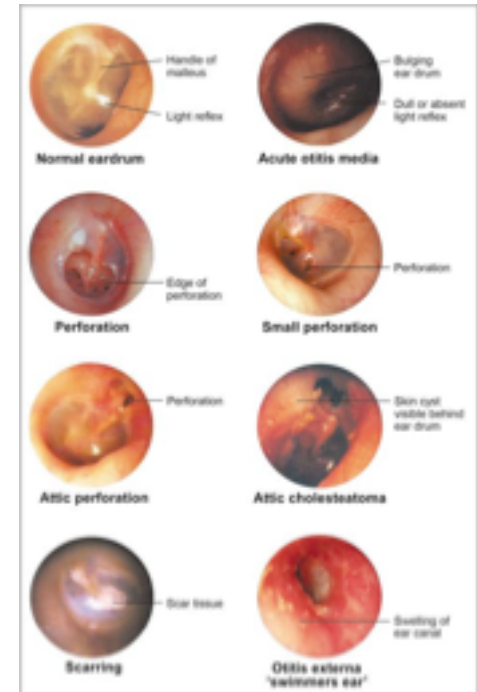 Handle of
malleus
Light reflex
Normal eardrum
Bulging
ear drum
Dull or absent
light reflex
Acute otitis media
Edge of
perforation
Perforation
Perforation
Small perforation
Perforation
Attic perforation
Skin cyst
visible behind
ear drum
Attic cholesteatoma
Scar tissue
Scarring
Swelling of
ear canal
Otitis externa
'swimmers ear'